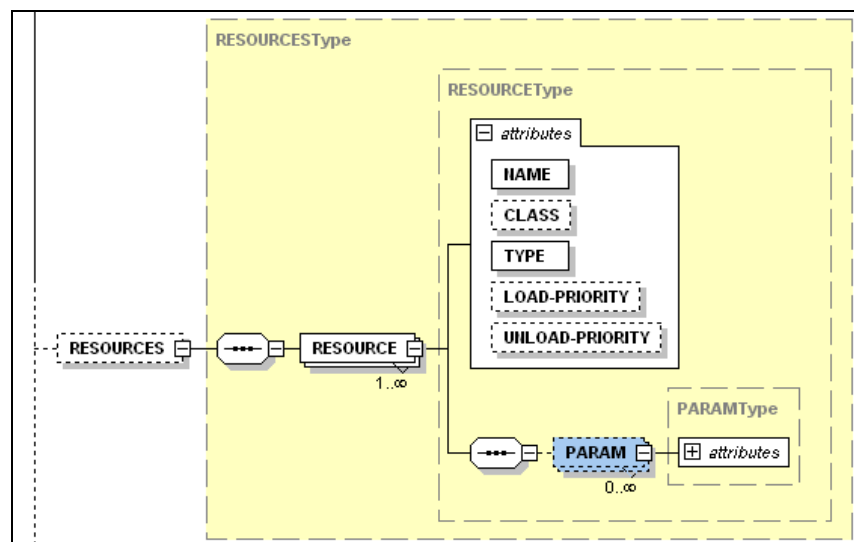 RESOURCESType
RESOURCEType
attributes
NAME
CLASS
TYPE
LOAD-PRIORITY
RESOURCES
RESOURCE
UNLOAD-PRIORITY
1..∞
PARAMType
PARAM
attributes
0..∞